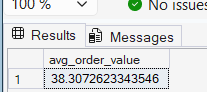 100 %
No issues
Results Messages
avg_order_value
1 38.3072623343546